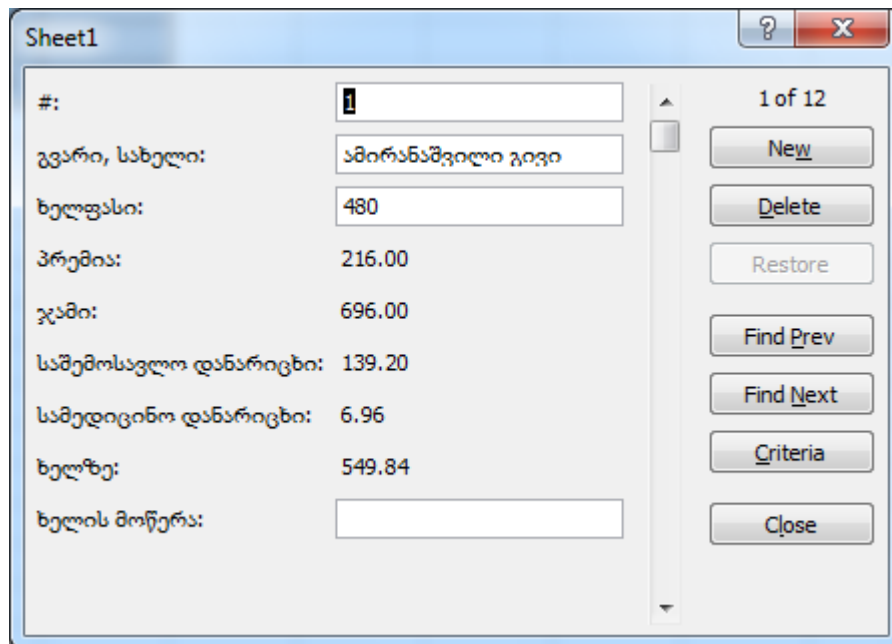 Sheet1
#: 1
გვარი, სახელი: ამირანაშვილი გივი
ხელფასი: 480
პრემია: 216.00
ჯამი: 696.00
საშემოსავლო დანარიცხი: 139.20
სამედიცინო დანარიცხი: 6.96
ხელზე: 549.84
ხელის მოწერა:
1 of 12
New
Delete
Restore
Find Prev
Find Next
Criteria
Close